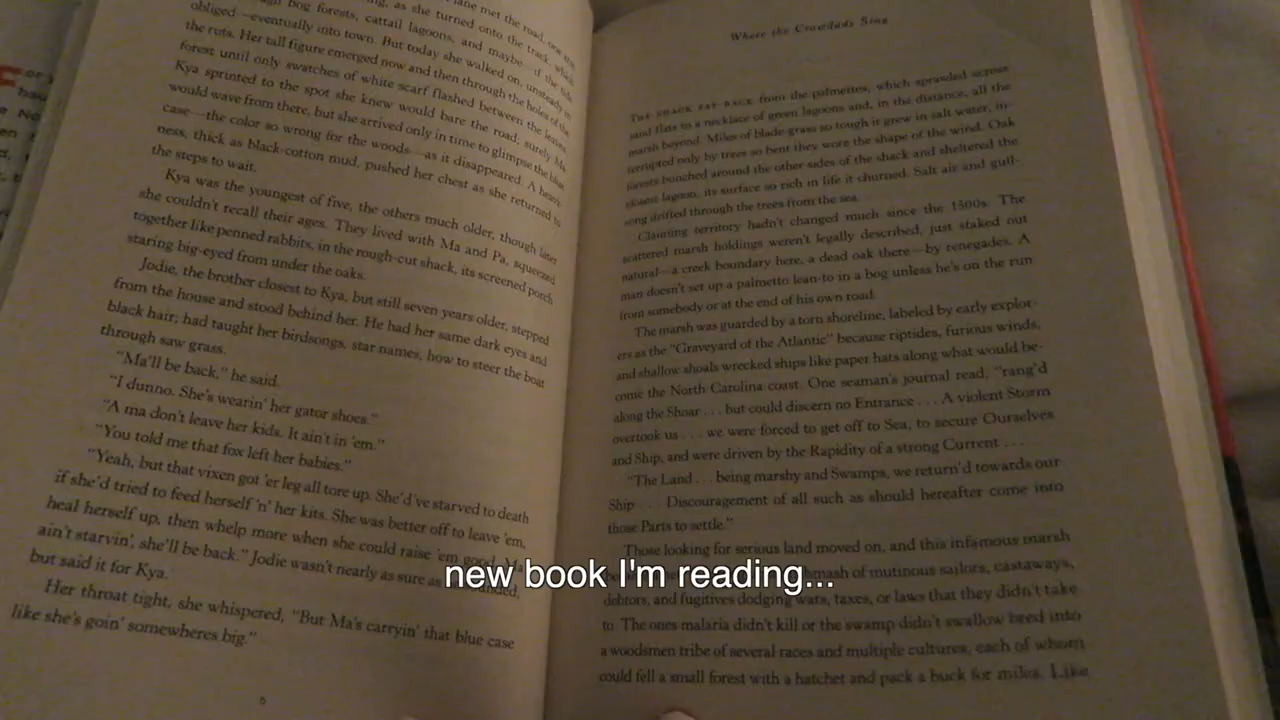 lane met the road,
bog forests, cattail lagoons, and maybe—if the tide
obliged—eventually into town. But today she walked on, unsteady in
the ruts. Her tall figure emerged now and then through the holes of the
forest until only swatches of white scarf flashed between the leaves.
Kya sprinted to the spot she knew would bare the road; surely Ma
would wave from there, but she arrived only in time to glimpse the blue
case—the color so wrong for the woods—as it disappeared. A heavi-
ness, thick as black-cotton mud, pushed her chest as she returned to
the steps to wait.
Kya was the youngest of five, the others much older, though later
she couldn't recall their ages. They lived with Ma and Pa, squeezed
together like penned rabbits, in the rough-cut shack, its screened porch
staring big-eyed from under the oaks.
Jodie, the brother closest to Kya, but still seven years older, stepped
from the house and stood behind her. He had her same dark eyes and
black hair; had taught her birdsongs, star names, how to steer the boat
through saw grass.
"Ma'll be back," he said.
"I dunno. She's wearin' her gator shoes."
"A ma don't leave her kids. It ain't in 'em."
"You told me that fox left her babies."
"Yeah, but that vixen got 'er leg all tore up. She'd've starved to death
if she'd tried to feed herself 'n' her kits. She was better off to leave 'em,
heal herself up, then whelp more when she could raise 'em good. Ma
ain't starvin', she'll be back." Jodie wasn't nearly as sure as
but said it for Kya.
Her throat tight, she whispered, "But Ma's carryin' that blue case
like she's goin' somewheres big."
6
Where the Crawdads Sing
THE SHACK SAT BACK from the palmettos, which sprawled across
sand flats to a necklace of green lagoons and, in the distance, all the
marsh beyond. Miles of blade-grass so tough it grew in salt water, in-
terrupted only by trees so bent they wore the shape of the wind. Oak
forests bunched around the other sides of the shack and sheltered the
closest lagoon, its surface so rich in life it churned. Salt air and gull-
song drifted through the trees from the sea.
Claiming territory hadn't changed much since the 1500s. The
scattered marsh holdings weren't legally described, just staked out
natural—a creek boundary here, a dead oak there—by renegades. A
man doesn't set up a palmetto lean-to in a bog unless he's on the run
from somebody or at the end of his own road.
The marsh was guarded by a torn shoreline, labeled by early explor-
ers as the "Graveyard of the Atlantic" because riptides, furious winds,
and shallow shoals wrecked ships like paper hats along what would be-
come the North Carolina coast. One seaman's journal read, "rang'd
along the Shoar . . . but could discern no Entrance . . . A violent Storm
overtook us . . . we were forced to get off to Sea, to secure Ourselves
and Ship, and were driven by the Rapidity of a strong Current . . .
"The Land . . . being marshy and Swamps, we return'd towards our
Ship . . . Discouragement of all such as should hereafter come into
those Parts to settle."
Those looking for serious land moved on, and this infamous marsh
new book I'm reading...
smash of mutinous sailors, castaways,
debtors, and fugitives dodging wars, taxes, or laws that they didn't take
to. The ones malaria didn't kill or the swamp didn't swallow bred into
a woodsmen tribe of several races and multiple cultures, each of whom
could fell a small forest with a hatchet and pack a buck for miles. Like